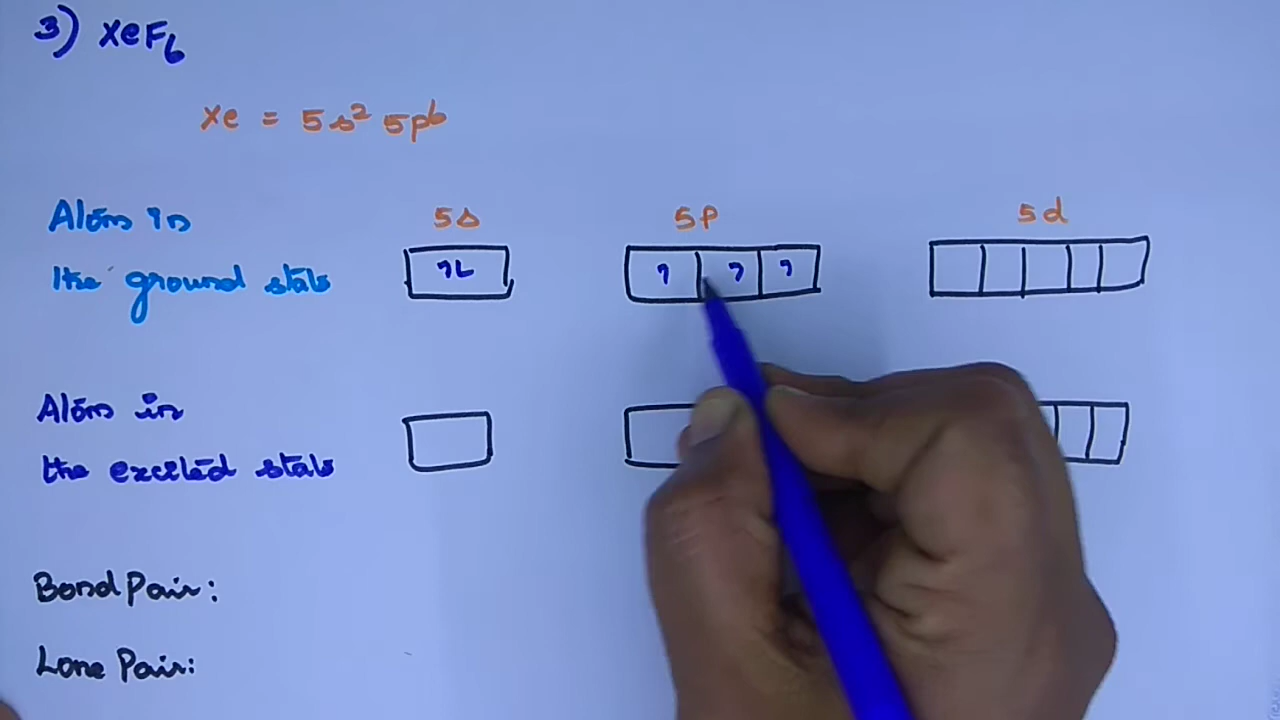 3) XeF₆
Xe = 5s² 5p⁶
Atom in
the ground state
5s 5p 5d
↿⇂ ↿ ↿ ↿
Atom in
the excited state
Bond Pair:
Lone Pair: